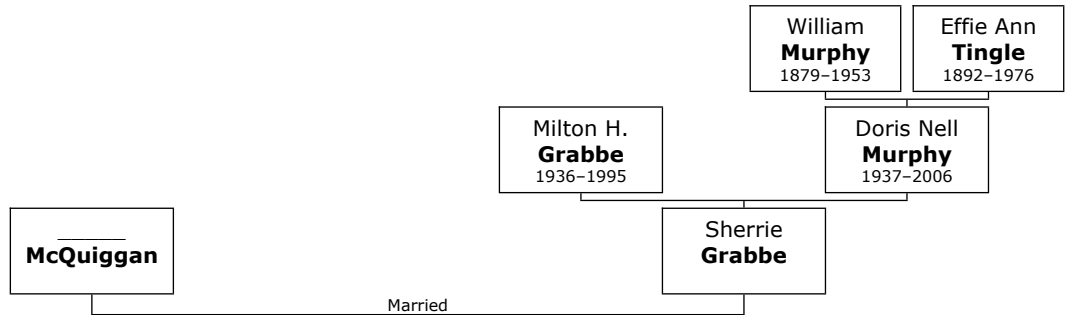 William
Murphy
1879–1953
Effie Ann
Tingle
1892–1976
Milton H.
Grabbe
1936–1995
Doris Nell
Murphy
1937–2006
______
McQuiggan
Sherrie
Grabbe
Married